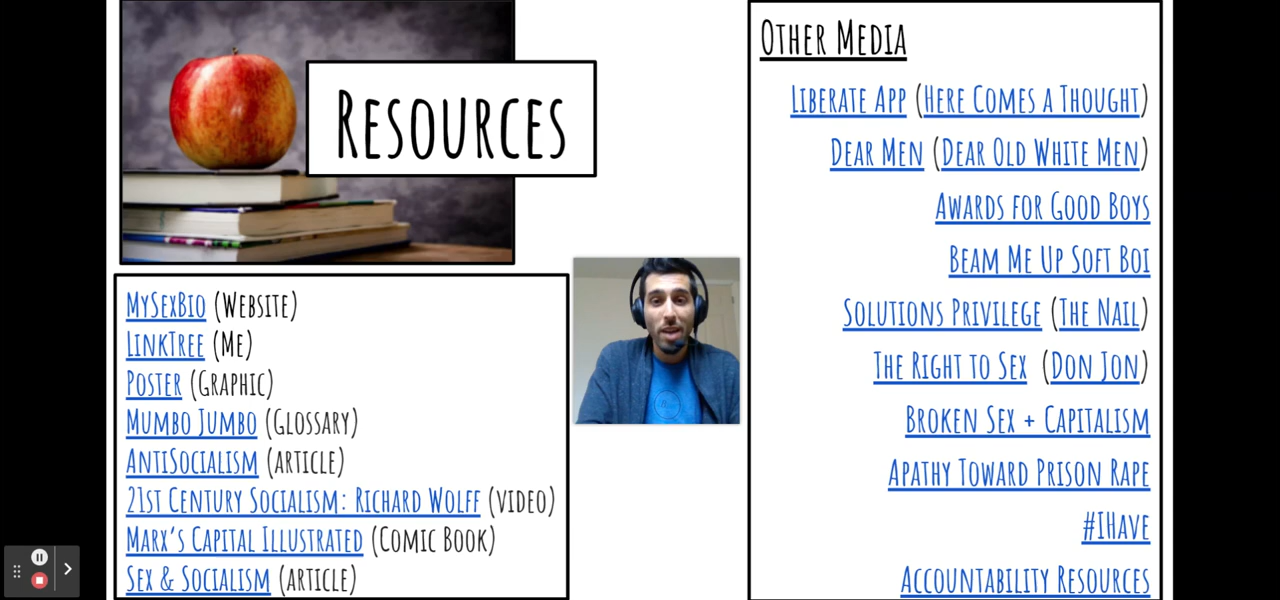 Resources
MySexBio (Website)
LinkTree (Me)
Poster (Graphic)
Mumbo Jumbo (Glossary)
AntiSocialism (article)
21st Century Socialism: Richard Wolff (video)
Marx's Capital Illustrated (Comic Book)
Sex & Socialism (article)
Other Media
Liberate App (Here Comes a Thought)
Dear Men (Dear Old White Men)
Awards for Good Boys
Beam Me Up Soft Boi
Solutions Privilege (The Nail)
The Right to Sex (Don Jon)
Broken Sex + Capitalism
Apathy Toward Prison Rape
#IHave
Accountability Resources